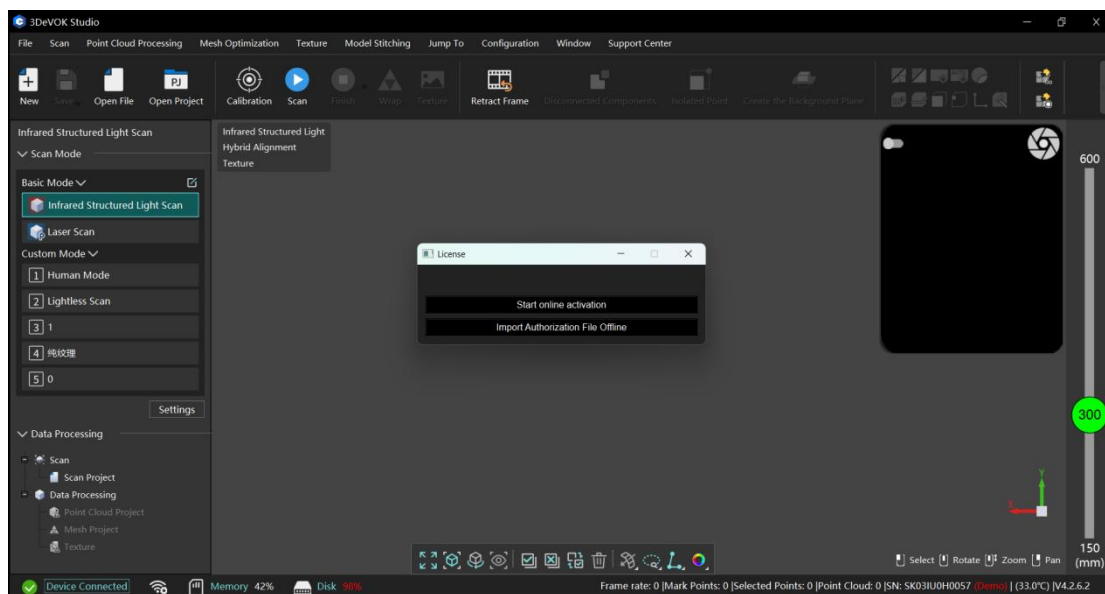 3DeVOK Studio
File Scan Point Cloud Processing Mesh Optimization Texture Model Stitching Jump To Configuration Window Support Center
New Save Open File Open Project Calibration Scan Finish Wrap Texture Retract Frame Disconnected Components Isolated Point Create the Background Plane
PJ
Infrared Structured Light Scan
Scan Mode
Basic Mode
Infrared Structured Light Scan
Laser Scan
Custom Mode
1 Human Mode
2 Lightless Scan
3 1
4 纯纹理
5 0
Settings
Data Processing
Scan
Scan Project
Data Processing
Point Cloud Project
Mesh Project
Texture
Infrared Structured Light
Hybrid Alignment
Texture
License
Start online activation
Import Authorization File Offline
600
300
150
(mm)
Y
X
Select Rotate Zoom Pan
Device Connected Memory 42% Disk 98% Frame rate: 0 |Mark Points: 0 |Selected Points: 0 |Point Cloud: 0 |SN: SK03IU0H0057 (Demo) | (33.0°C) |V4.2.6.2